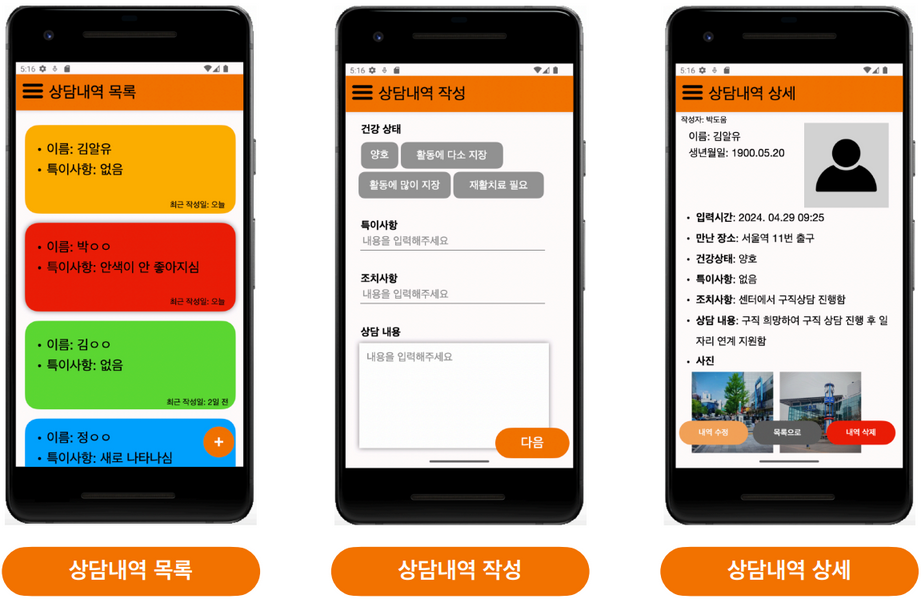 5:16
상담내역 목록
• 이름: 김알유
• 특이사항: 없음
최근 작성일: 오늘
• 이름: 박ㅇㅇ
• 특이사항: 안색이 안 좋아지심
최근 작성일: 오늘
• 이름: 김ㅇㅇ
• 특이사항: 없음
최근 작성일: 2일 전
• 이름: 정ㅇㅇ
• 특이사항: 새로 나타나심
+
상담내역 목록
5:16
상담내역 작성
건강 상태
양호 활동에 다소 지장
활동에 많이 지장 재활치료 필요
특이사항
내용을 입력해주세요
조치사항
내용을 입력해주세요
상담 내용
내용을 입력해주세요
다음
상담내역 작성
5:16
상담내역 상세
작성자: 박도움
이름: 김알유
생년월일: 1900.05.20
• 입력시간: 2024. 04.29 09:25
• 만난 장소: 서울역 11번 출구
• 건강상태: 양호
• 특이사항: 없음
• 조치사항: 센터에서 구직상담 진행함
• 상담 내용: 구직 희망하여 구직 상담 진행 후 일
자리 연계 지원함
• 사진
내역 수정 목록으로 내역 삭제
상담내역 상세